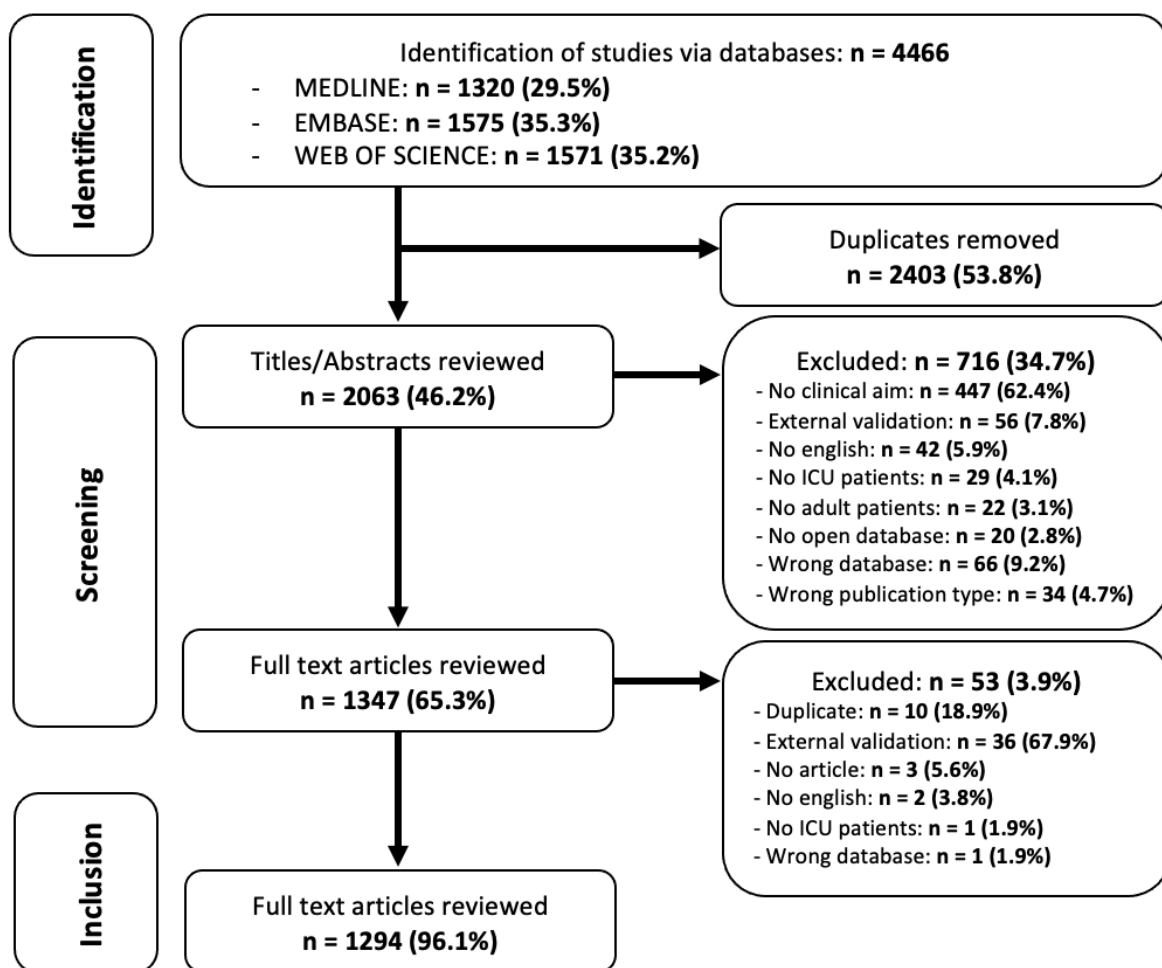 Identification
Identification of studies via databases: n = 4466
- MEDLINE: n = 1320 (29.5%)
- EMBASE: n = 1575 (35.3%)
- WEB OF SCIENCE: n = 1571 (35.2%)
Duplicates removed
n = 2403 (53.8%)
Screening
Titles/Abstracts reviewed
n = 2063 (46.2%)
Excluded: n = 716 (34.7%)
- No clinical aim: n = 447 (62.4%)
- External validation: n = 56 (7.8%)
- No english: n = 42 (5.9%)
- No ICU patients: n = 29 (4.1%)
- No adult patients: n = 22 (3.1%)
- No open database: n = 20 (2.8%)
- Wrong database: n = 66 (9.2%)
- Wrong publication type: n = 34 (4.7%)
Full text articles reviewed
n = 1347 (65.3%)
Excluded: n = 53 (3.9%)
- Duplicate: n = 10 (18.9%)
- External validation: n = 36 (67.9%)
- No article: n = 3 (5.6%)
- No english: n = 2 (3.8%)
- No ICU patients: n = 1 (1.9%)
- Wrong database: n = 1 (1.9%)
Inclusion
Full text articles reviewed
n = 1294 (96.1%)